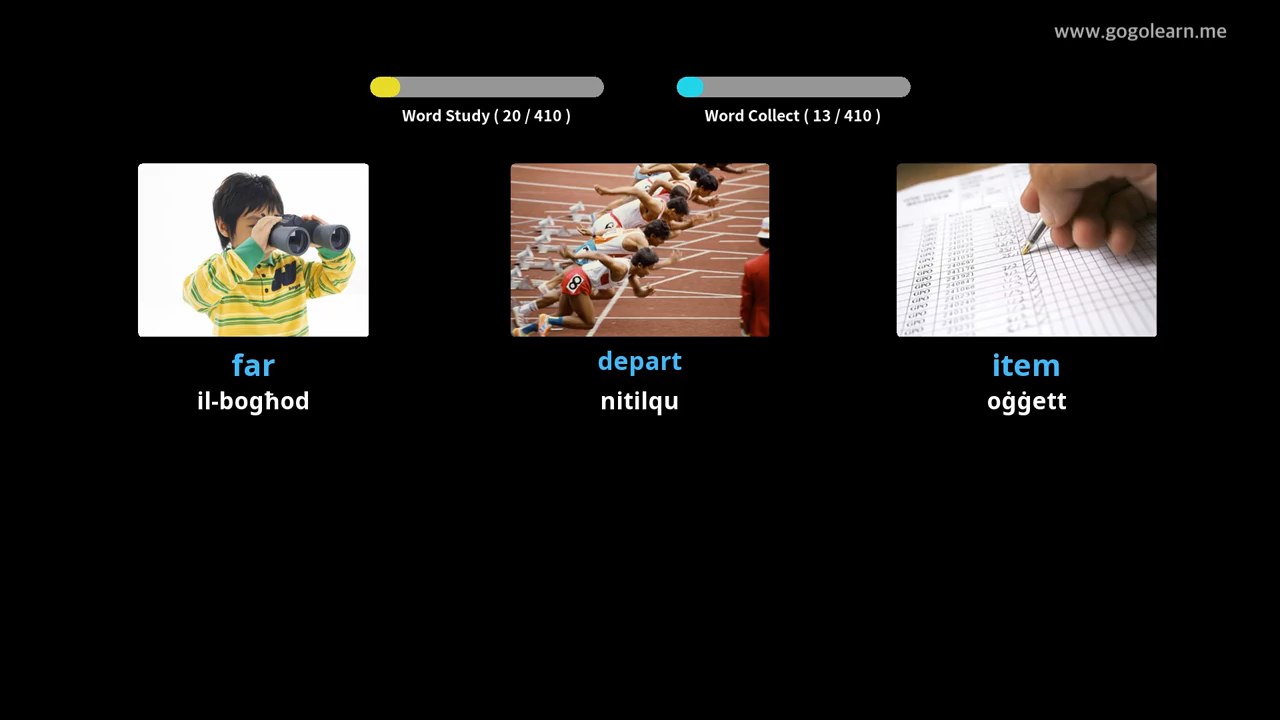 www.gogolearn.me
Word Study ( 20 / 410 )
Word Collect ( 13 / 410 )
far
il-bogħod
depart
nitilqu
item
oġġett